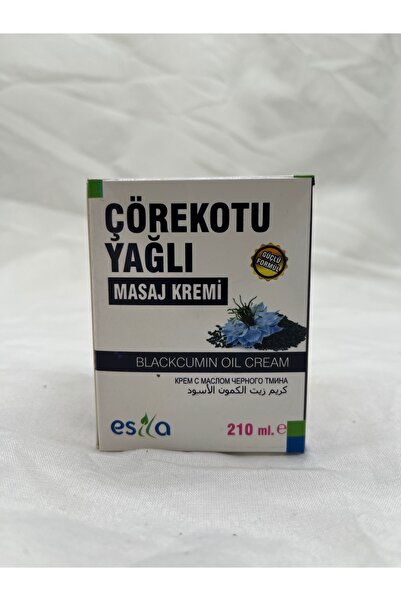 ÇÖREKOTU
YAĞLI
MASAJ KREMİ
GÜÇLÜ
FORMÜL
BLACKCUMIN OIL CREAM
КРЕМ С МАСЛОМ ЧЕРНОГО ТМИНА
كريم زيت الكمون الأسود
esila
210 ml. ℮